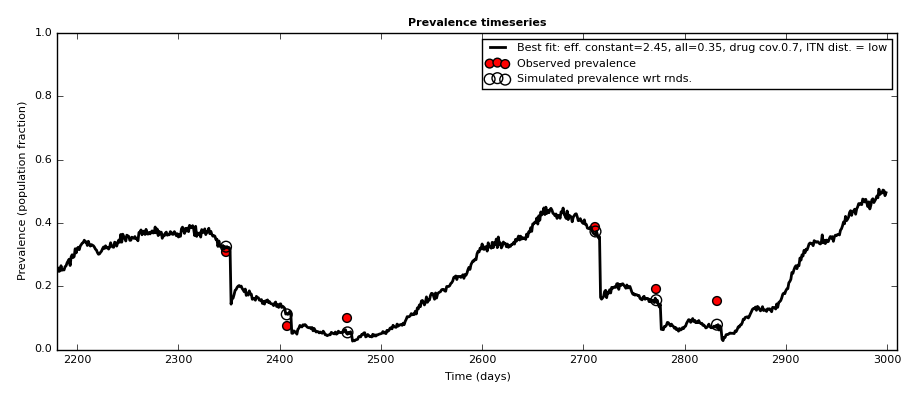 Prevalence timeseries
1.0
0.8
0.6
0.4
0.2
0.0
Prevalence (population fraction)
Best fit: eff. constant=2.45, all=0.35, drug cov.0.7, ITN dist. = low
Observed prevalence
Simulated prevalence wrt rnds.
2200 2300 2400 2500 2600 2700 2800 2900 3000
Time (days)